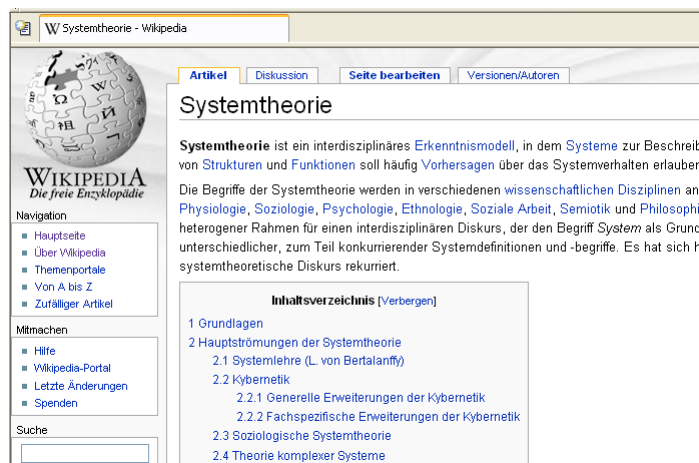 Systemtheorie - Wikipedia
Artikel Diskussion Seite bearbeiten Versionen/Autoren
Systemtheorie
Systemtheorie ist ein interdisziplinäres Erkenntnismodell, in dem Systeme zur Beschreib
von Strukturen und Funktionen soll häufig Vorhersagen über das Systemverhalten erlauben
Die Begriffe der Systemtheorie werden in verschiedenen wissenschaftlichen Disziplinen an
Physiologie, Soziologie, Psychologie, Ethnologie, Soziale Arbeit, Semiotik und Philosophi
heterogener Rahmen für einen interdisziplinären Diskurs, der den Begriff System als Grund
unterschiedlicher, zum Teil konkurrierender Systemdefinitionen und -begriffe. Es hat sich h
systemtheoretische Diskurs rekurriert.
Inhaltsverzeichnis [Verbergen]
1 Grundlagen
2 Hauptströmungen der Systemtheorie
2.1 Systemlehre (L. von Bertalanffy)
2.2 Kybernetik
2.2.1 Generelle Erweiterungen der Kybernetik
2.2.2 Fachspezifische Erweiterungen der Kybernetik
2.3 Soziologische Systemtheorie
2.4 Theorie komplexer Systeme
WIKIPEDIA
Die freie Enzyklopädie
Navigation
Hauptseite
Über Wikipedia
Themenportale
Von A bis Z
Zufälliger Artikel
Mitmachen
Hilfe
Wikipedia-Portal
Letzte Änderungen
Spenden
Suche